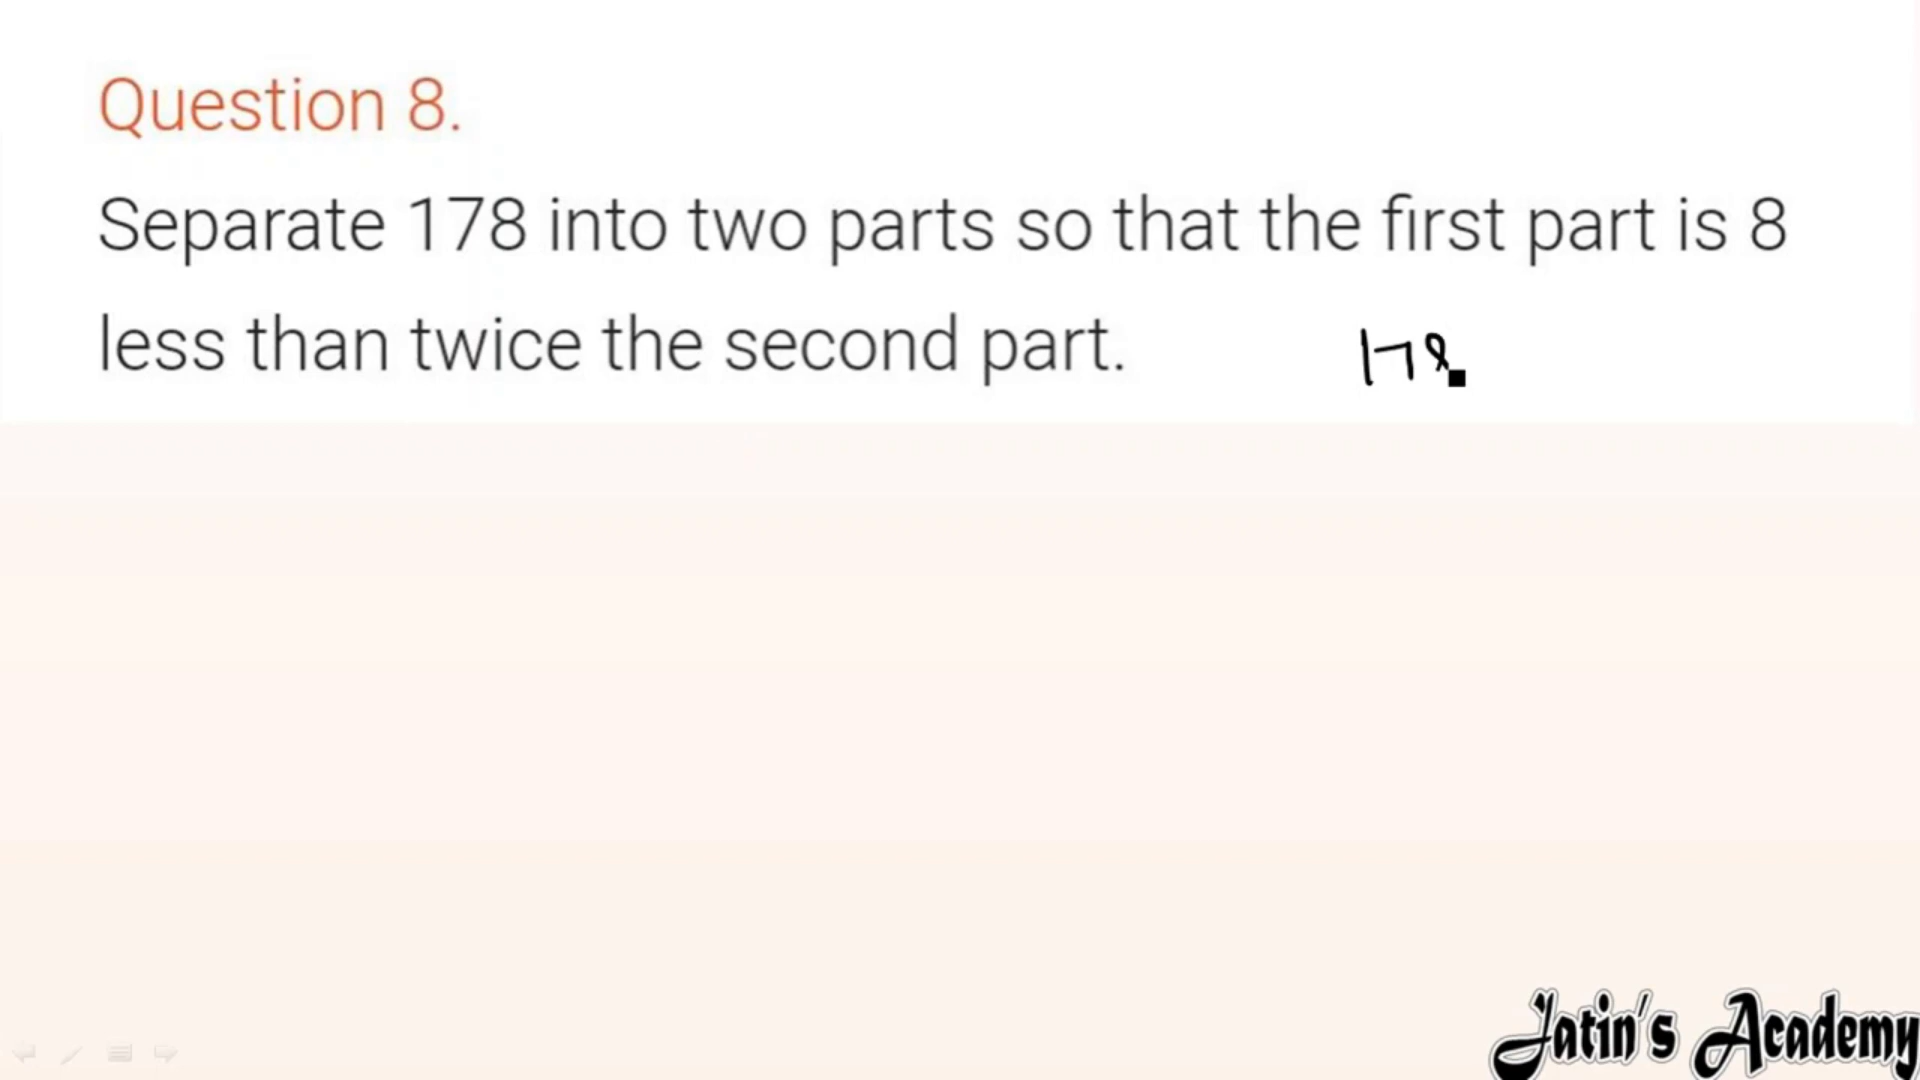 Question 8.
Separate 178 into two parts so that the first part is 8
less than twice the second part.
178
Jatin's Academy